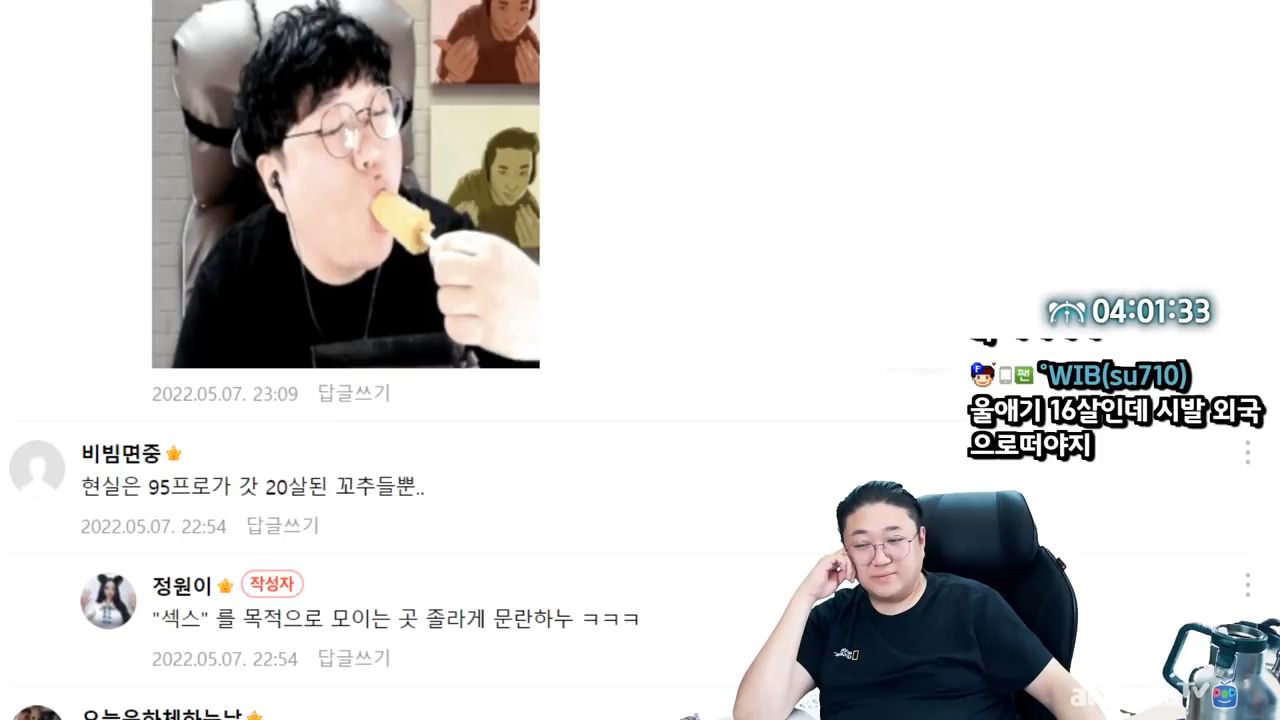 04:01:33
°WIB(su710)
울애기 16살인데 시발 외국
으로떠야지
2022.05.07. 23:09 답글쓰기
비빔면중
현실은 95프로가 갓 20살된 꼬추들뿐..
2022.05.07. 22:54 답글쓰기
정원이 작성자
"섹스" 를 목적으로 모이는 곳 졸라게 문란하누 ㅋㅋㅋ
2022.05.07. 22:54 답글쓰기